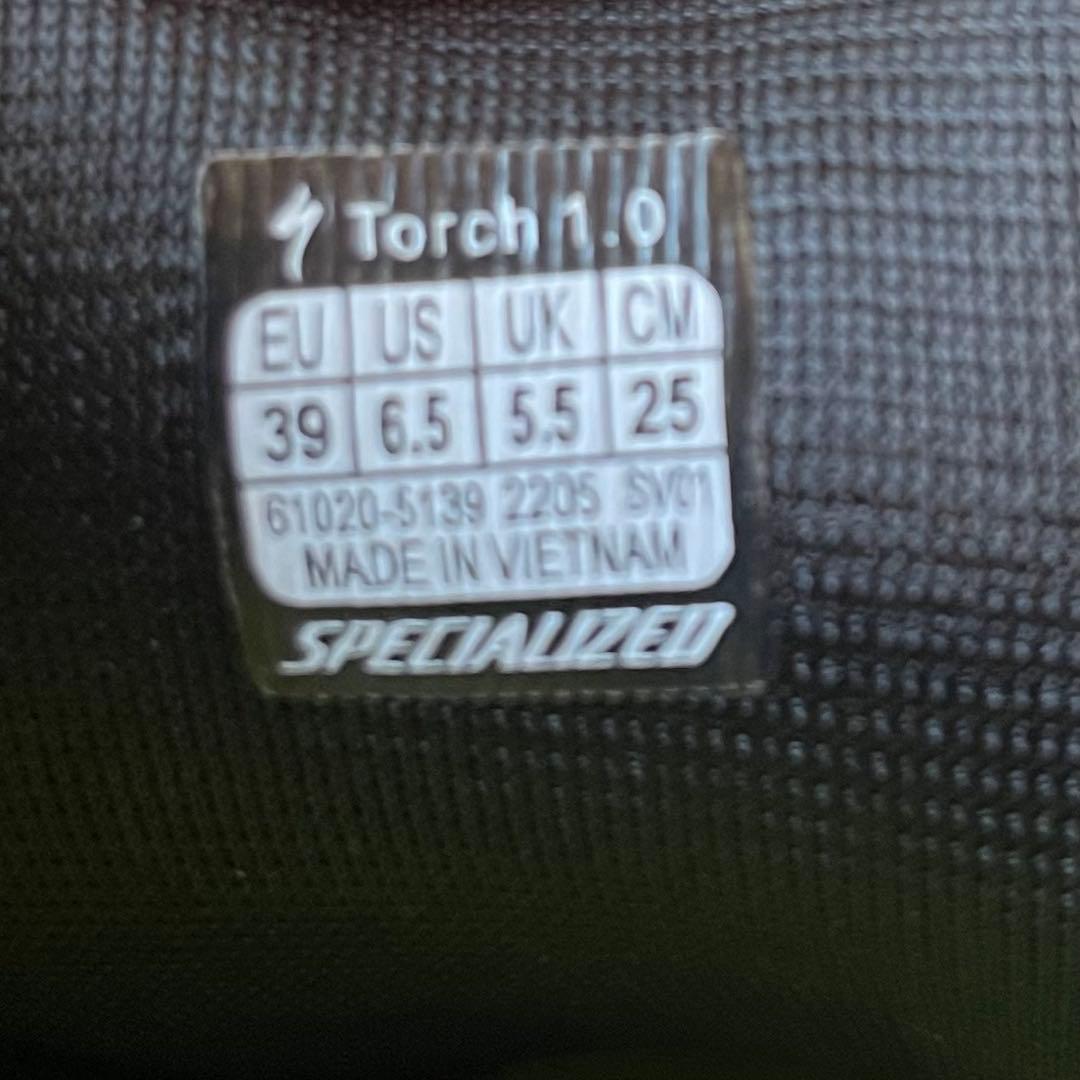 Torch 1.0
EU US UK CM
39 6.5 5.5 25
61020-5139 2205 SV01
MADE IN VIETNAM
SPECIALIZED